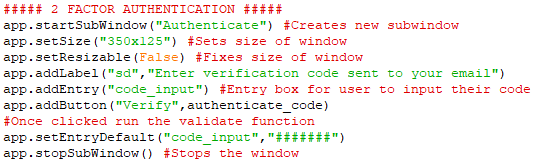 ##### 2 FACTOR AUTHENTICATION #####
app.startSubWindow("Authenticate") #Creates new subwindow
app.setSize("350x125") #Sets size of window
app.setResizable(False) #Fixes size of window
app.addLabel("sd","Enter verification code sent to your email")
app.addEntry("code_input") #Entry box for user to input their code
app.addButton("Verify",authenticate_code)
#Once clicked run the validate function
app.setEntryDefault("code_input","#######")
app.stopSubWindow() #Stops the window